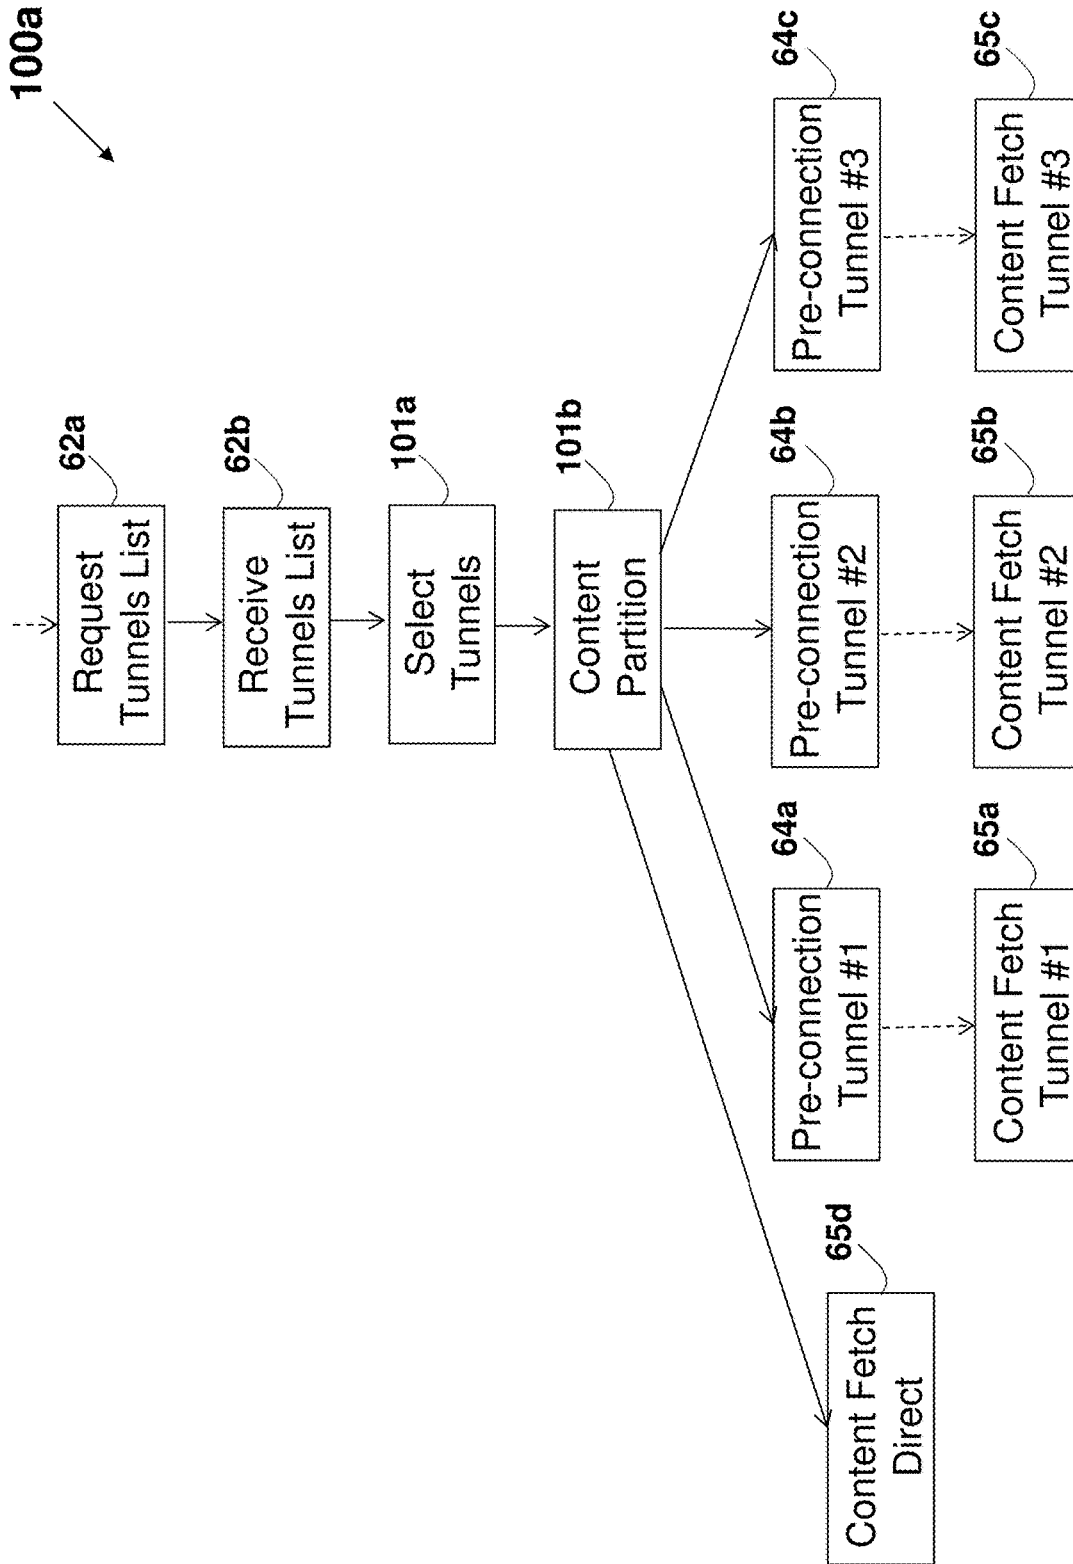 100a
62a
Request
Tunnels List
62b
Receive
Tunnels List
101a
Select
Tunnels
101b
Content
Partition
65d
Content Fetch
Direct
64a
Pre-connection
Tunnel #1
64b
Pre-connection
Tunnel #2
64c
Pre-connection
Tunnel #3
65a
Content Fetch
Tunnel #1
65b
Content Fetch
Tunnel #2
65c
Content Fetch
Tunnel #3